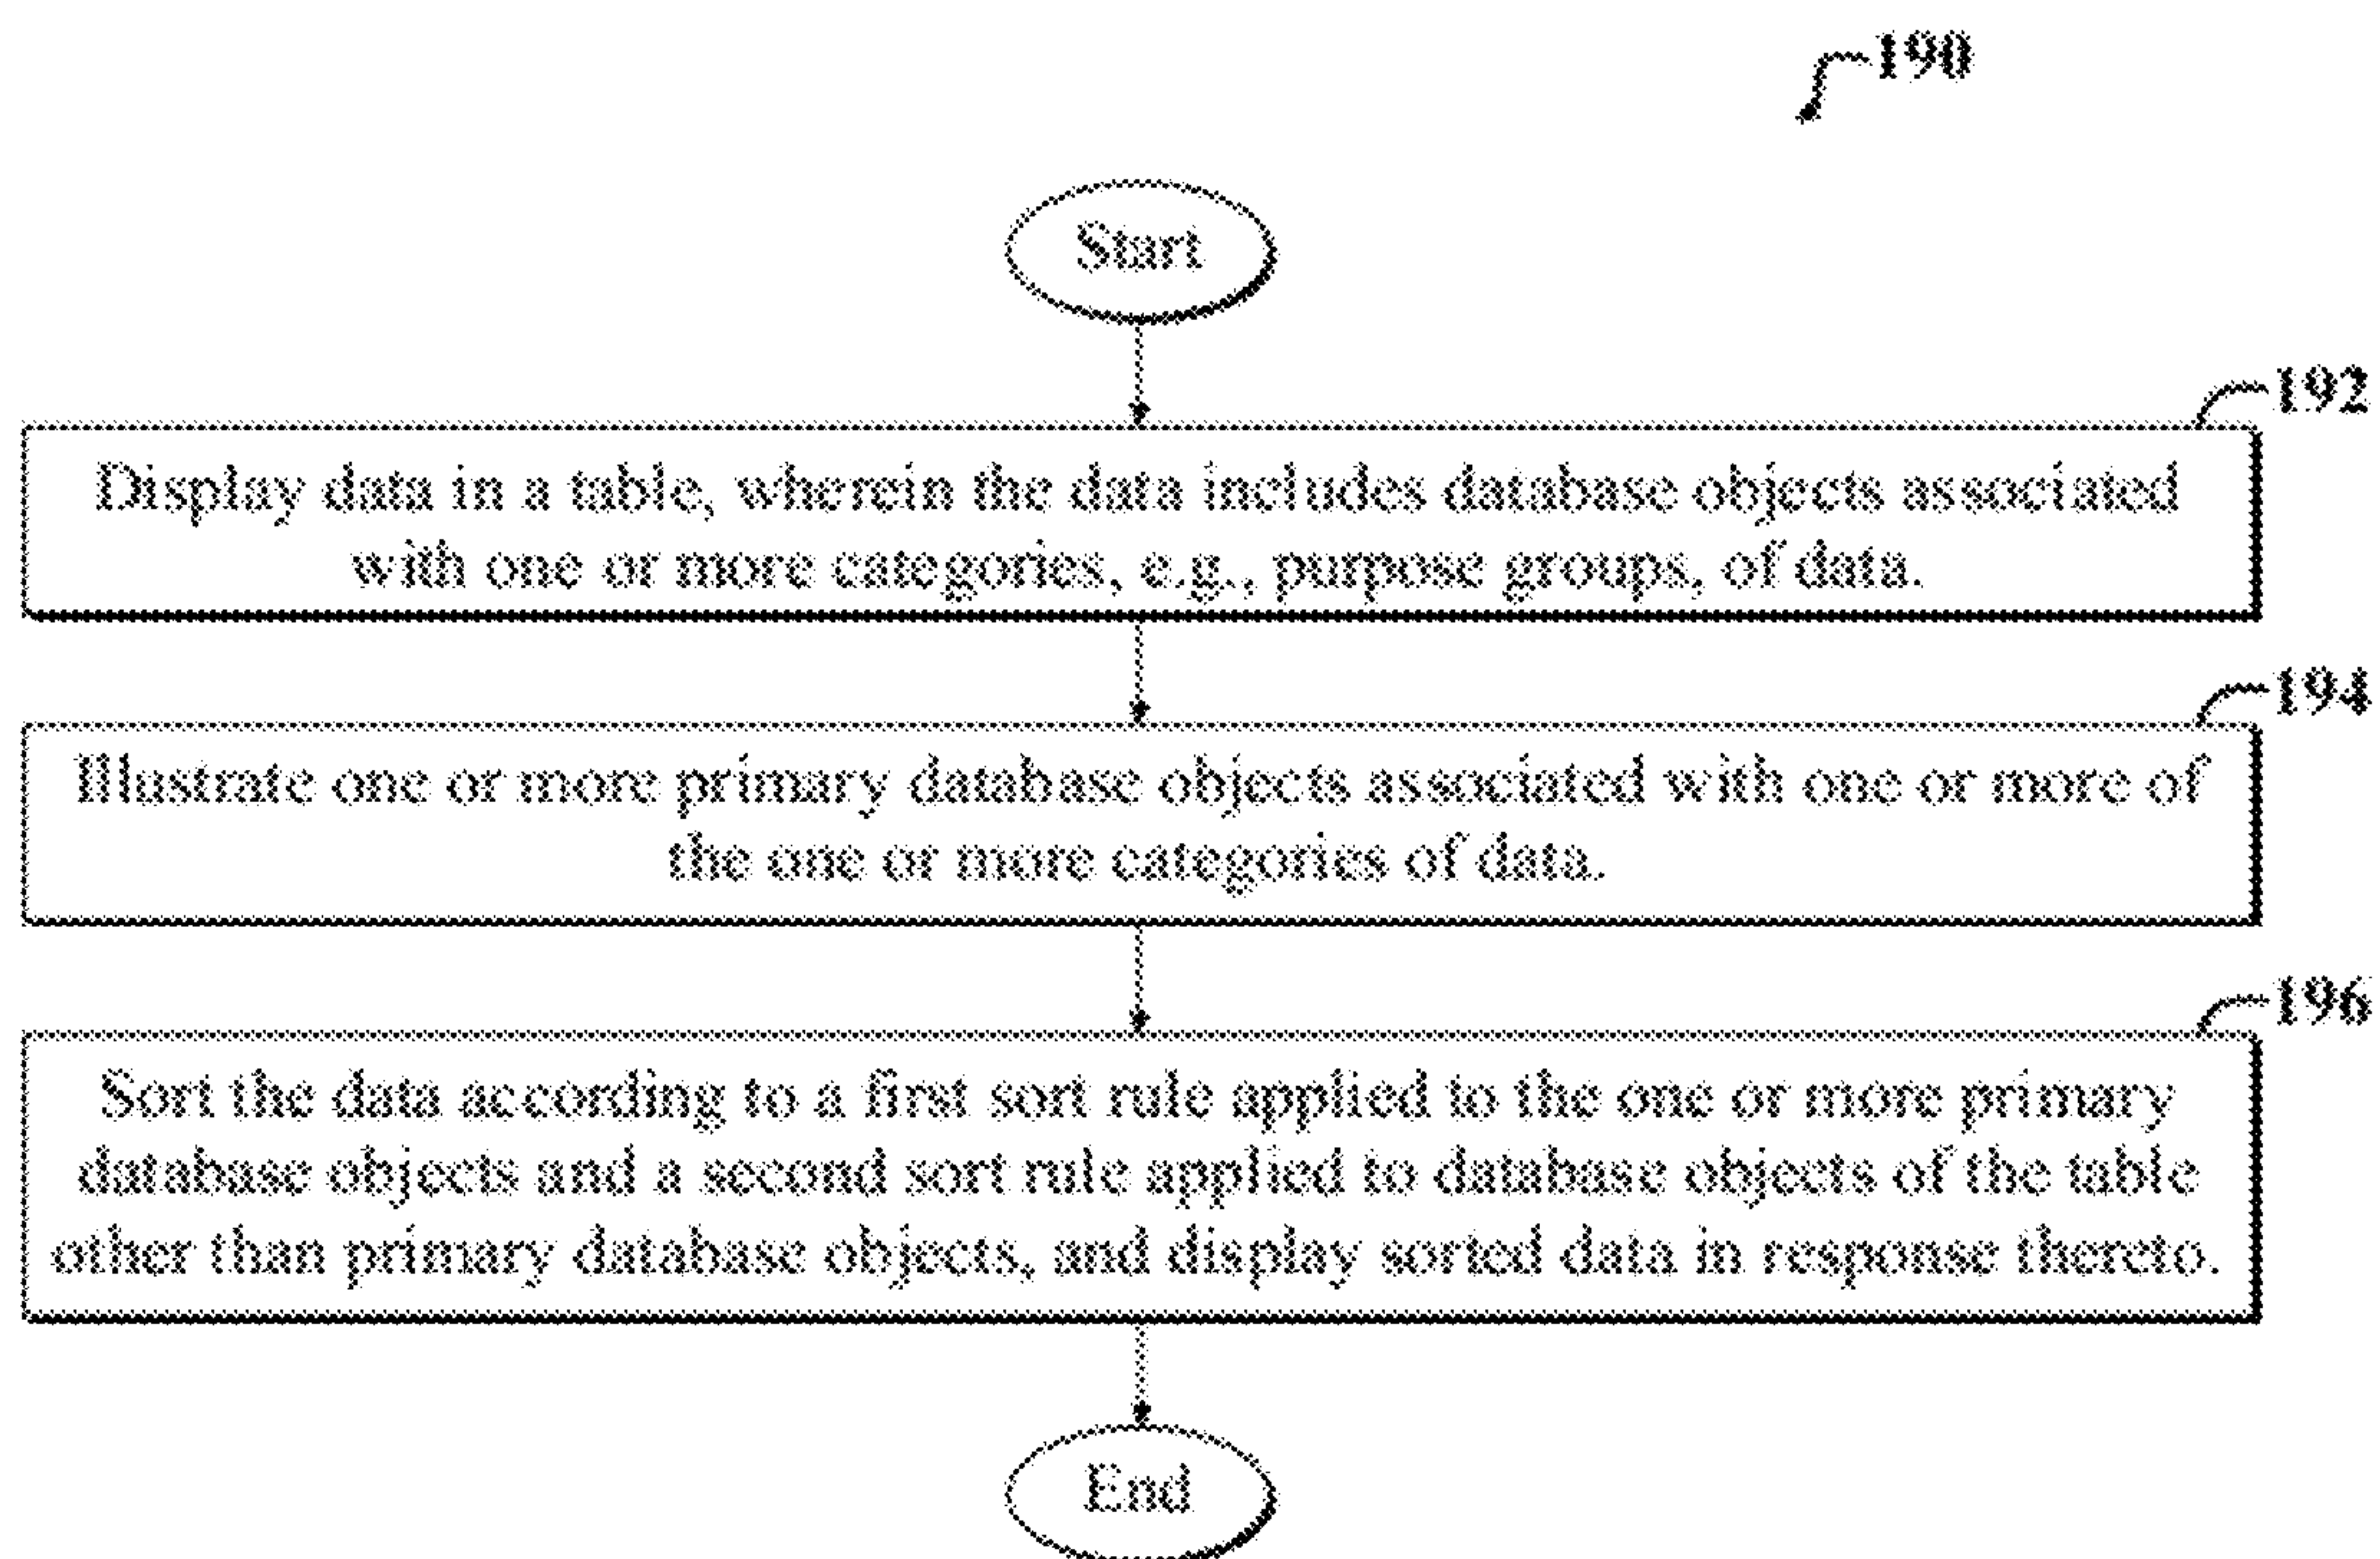 190
Start
192
Display data in a table, wherein the data includes database objects associated
with one or more categories, e.g., purpose groups, of data.
194
Illustrate one or more primary database objects associated with one or more of
the one or more categories of data.
196
Sort the data according to a first sort rule applied to the one or more primary
database objects and a second sort rule applied to database objects of the table
other than primary database objects, and display sorted data in response thereto.
End